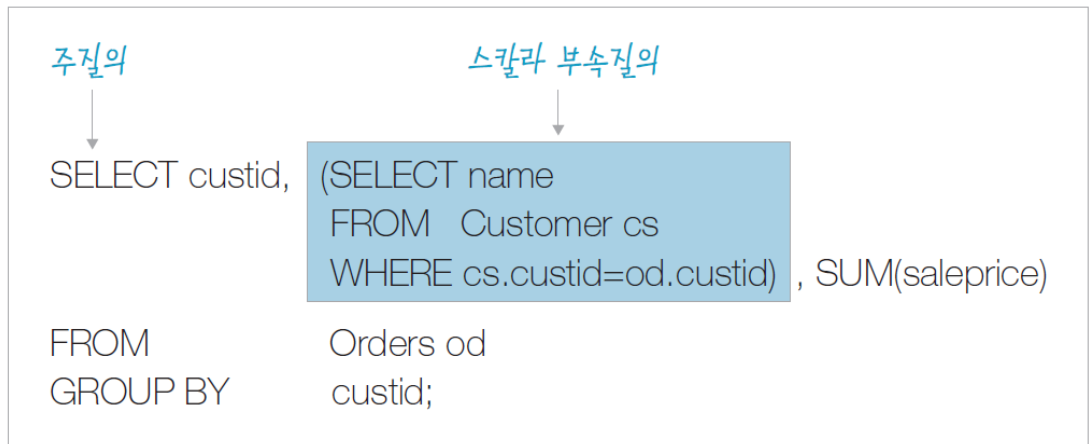 주질의
스칼라 부속질의
SELECT custid, (SELECT name
FROM Customer cs
WHERE cs.custid=od.custid) , SUM(saleprice)
FROM Orders od
GROUP BY custid;